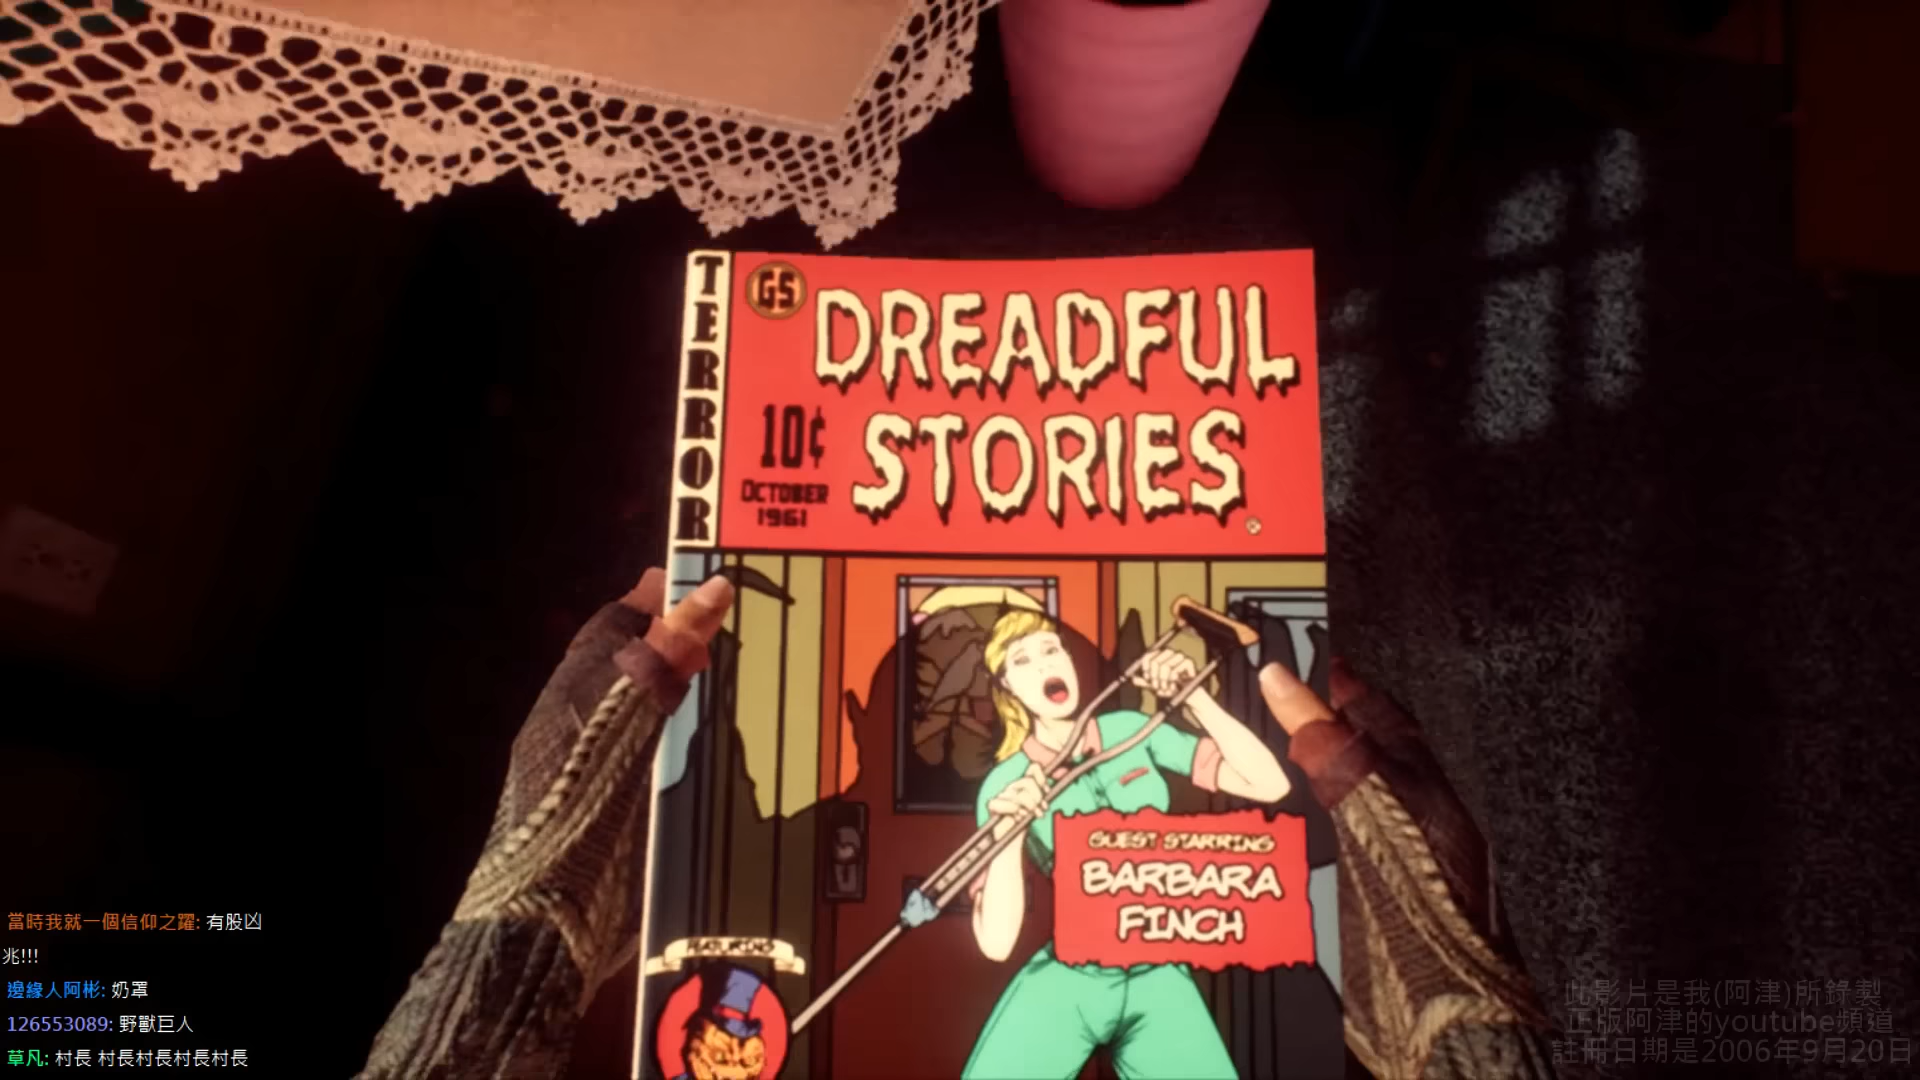 TERROR
GS
DREADFUL
STORIES
10¢
OCTOBER
1961
GUEST STARRING
BARBARA
FINCH
FEATURING
當時我就一個信仰之躍: 有股凶
兆!!!
邊緣人阿彬: 奶罩
126553089: 野獸巨人
草凡: 村長 村長村長村長村長
此影片是我(阿津)所錄製
正版阿津的youtube頻道
註冊日期是2006年9月20日